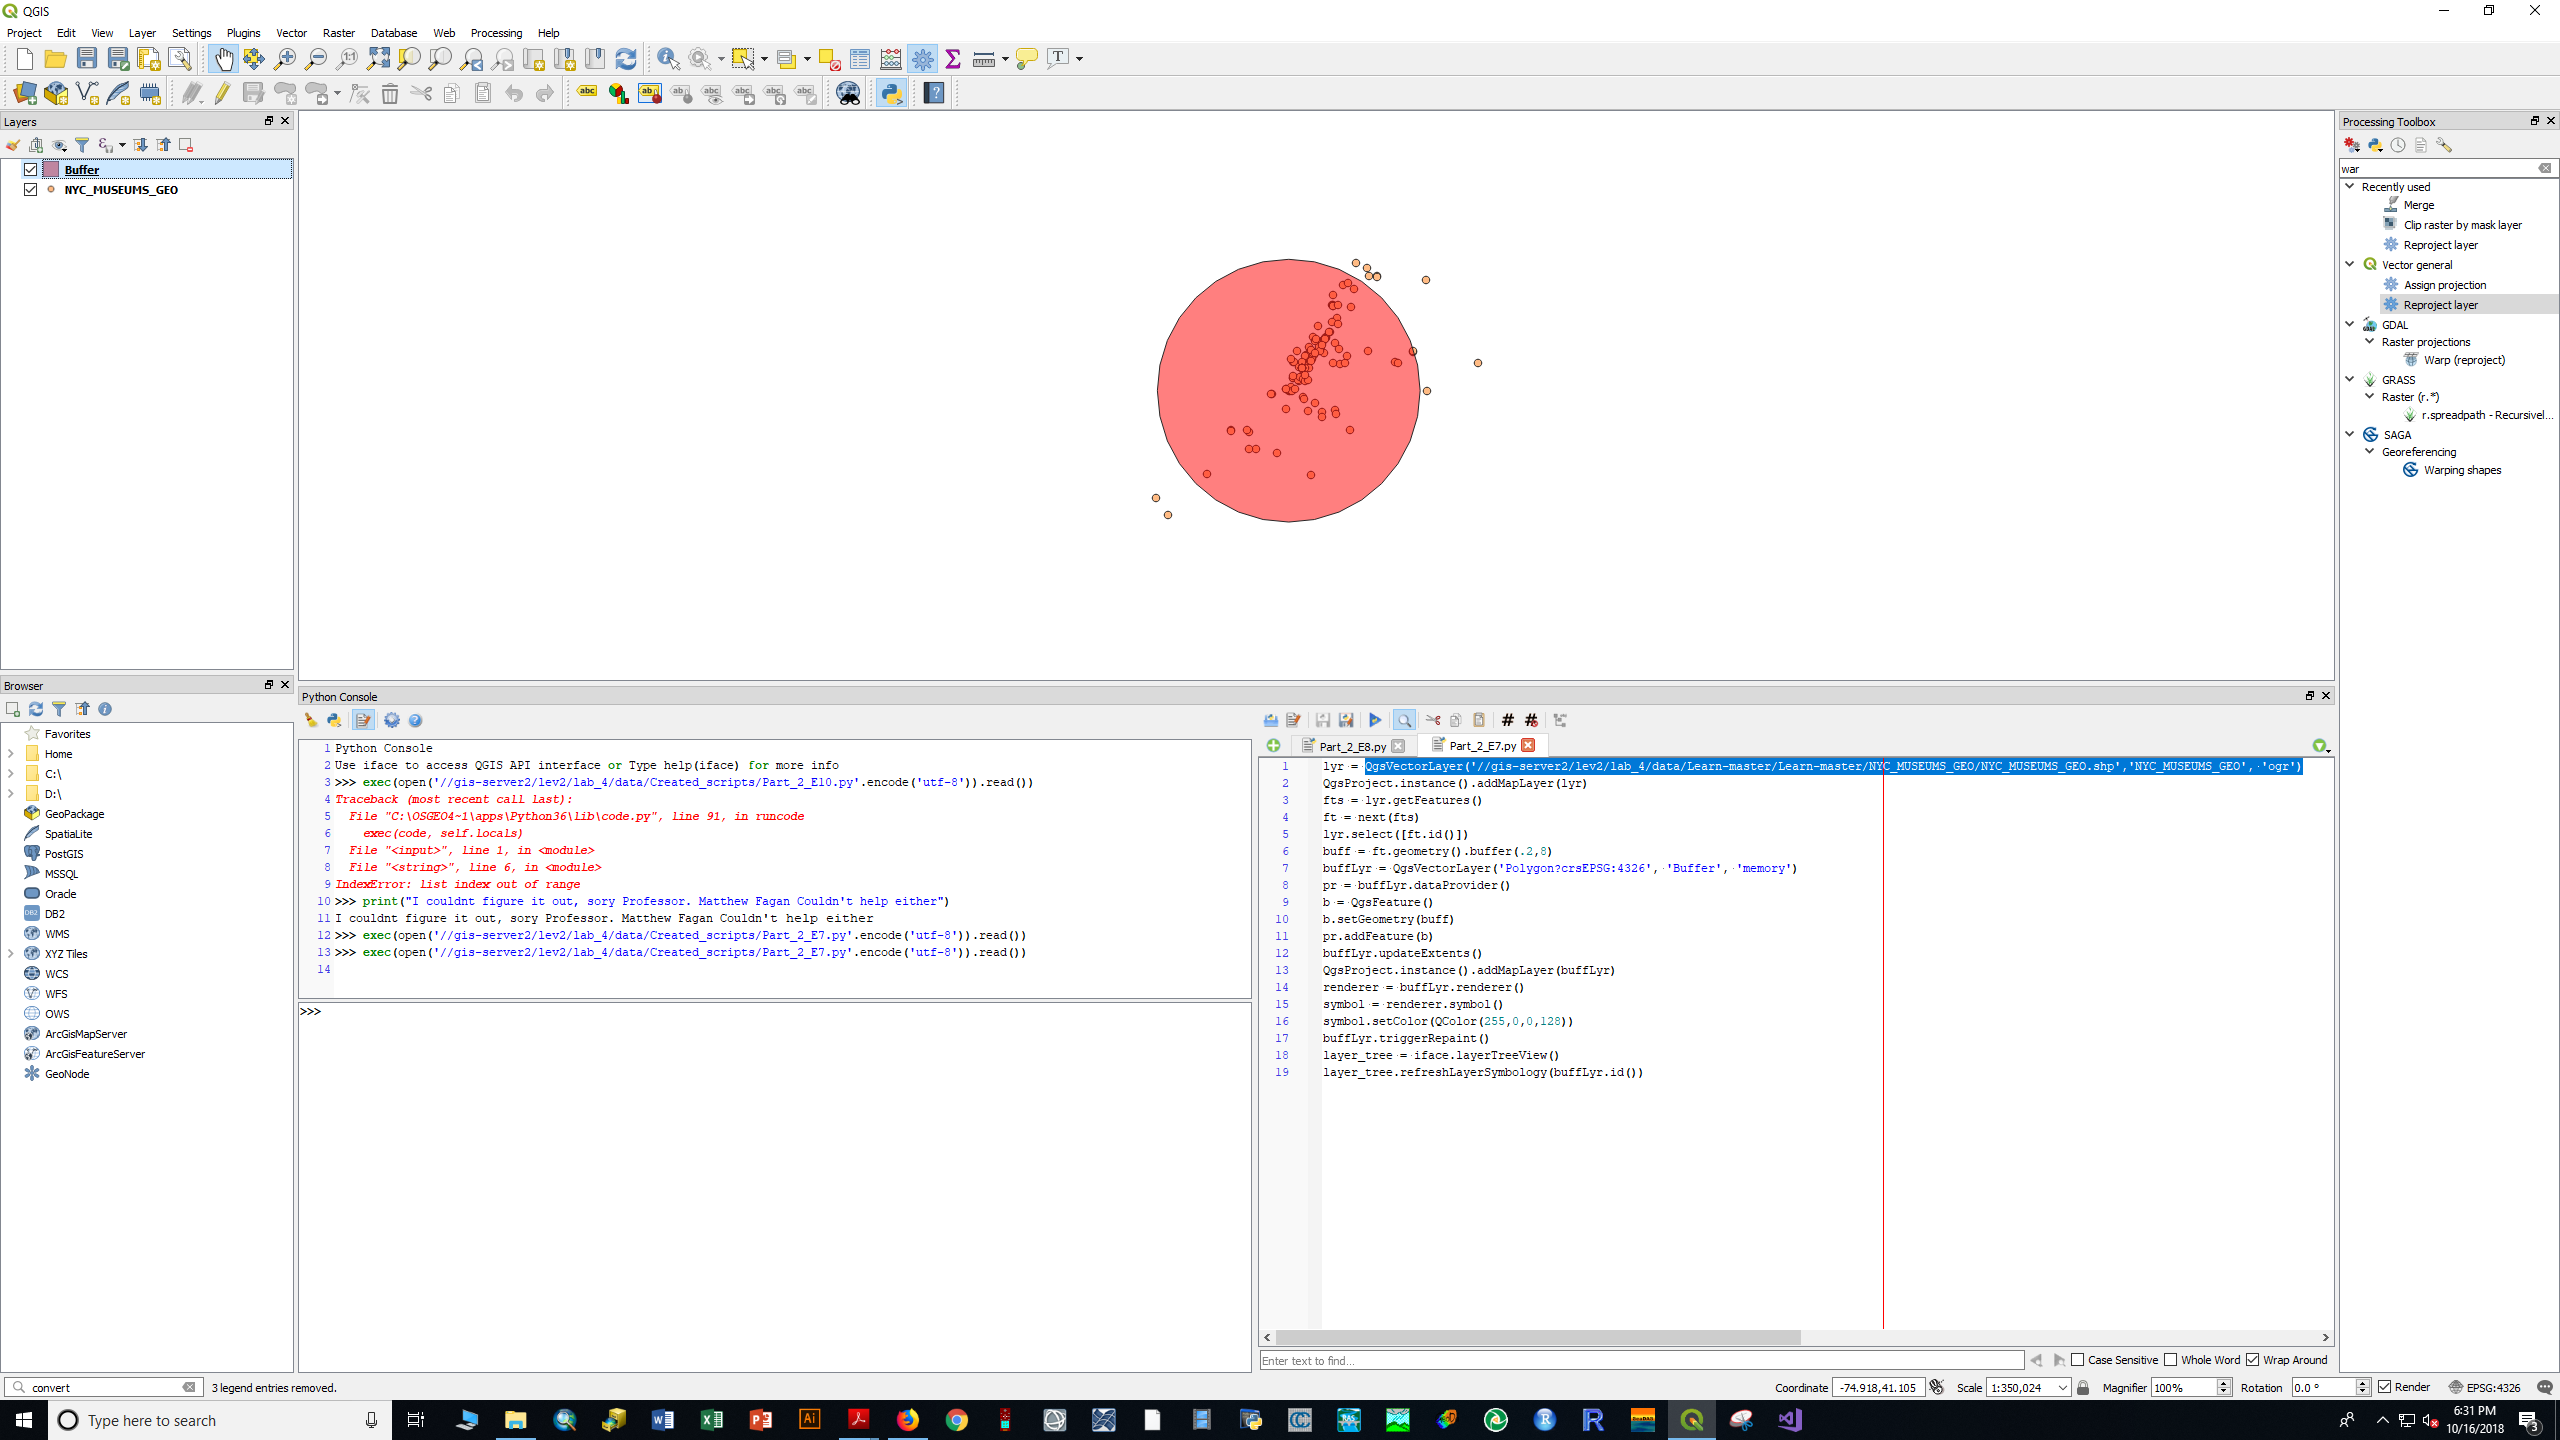 QGIS
Project Edit View Layer Settings Plugins Vector Raster Database Web Processing Help
Layers
Buffer
NYC_MUSEUMS_GEO
Browser
Favorites
Home
C:\
D:\
GeoPackage
SpatiaLite
PostGIS
MSSQL
Oracle
DB2
WMS
XYZ Tiles
WCS
WFS
OWS
ArcGisMapServer
ArcGisFeatureServer
GeoNode
Python Console
1 Python Console
2 Use iface to access QGIS API interface or Type help(iface) for more info
3 >>> exec(open('//gis-server2/lev2/lab_4/data/Created_scripts/Part_2_E10.py'.encode('utf-8')).read())
4 Traceback (most recent call last):
5 File "C:\OSGEO4~1\apps\Python36\lib\code.py", line 91, in runcode
6 exec(code, self.locals)
7 File "<input>", line 1, in <module>
8 File "<string>", line 6, in <module>
9 IndexError: list index out of range
10 >>> print("I couldnt figure it out, sory Professor. Matthew Fagan Couldn't help either")
11 I couldnt figure it out, sory Professor. Matthew Fagan Couldn't help either
12 >>> exec(open('//gis-server2/lev2/lab_4/data/Created_scripts/Part_2_E7.py'.encode('utf-8')).read())
13 >>> exec(open('//gis-server2/lev2/lab_4/data/Created_scripts/Part_2_E7.py'.encode('utf-8')).read())
14
>>>
Part_2_E8.py Part_2_E7.py
1 lyr = QgsVectorLayer('//gis-server2/lev2/lab_4/data/Learn-master/Learn-master/NYC_MUSEUMS_GEO/NYC_MUSEUMS_GEO.shp','NYC_MUSEUMS_GEO', 'ogr')
2 QgsProject.instance().addMapLayer(lyr)
3 fts = lyr.getFeatures()
4 ft = next(fts)
5 lyr.select([ft.id()])
6 buff = ft.geometry().buffer(.2,8)
7 buffLyr = QgsVectorLayer('Polygon?crsEPSG:4326', 'Buffer', 'memory')
8 pr = buffLyr.dataProvider()
9 b = QgsFeature()
10 b.setGeometry(buff)
11 pr.addFeature(b)
12 buffLyr.updateExtents()
13 QgsProject.instance().addMapLayer(buffLyr)
14 renderer = buffLyr.renderer()
15 symbol = renderer.symbol()
16 symbol.setColor(QColor(255,0,0,128))
17 buffLyr.triggerRepaint()
18 layer_tree = iface.layerTreeView()
19 layer_tree.refreshLayerSymbology(buffLyr.id())
Enter text to find...
Case Sensitive Whole Word Wrap Around
Processing Toolbox
war
Recently used
Merge
Clip raster by mask layer
Reproject layer
Vector general
Assign projection
Reproject layer
GDAL
Raster projections
Warp (reproject)
GRASS
Raster (r.*)
r.spreadpath - Recursivel...
SAGA
Georeferencing
Warping shapes
convert
3 legend entries removed.
Coordinate -74.918,41.105 Scale 1:350,024 Magnifier 100% Rotation 0.0 ° Render EPSG:4326
Type here to search
6:31 PM
10/16/2018
3